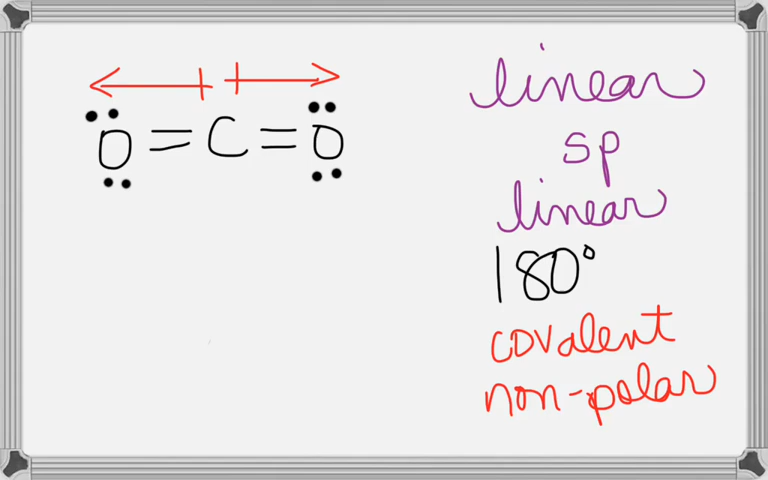 O=C=O
linear
sp
linear
180°
covalent
non-polar